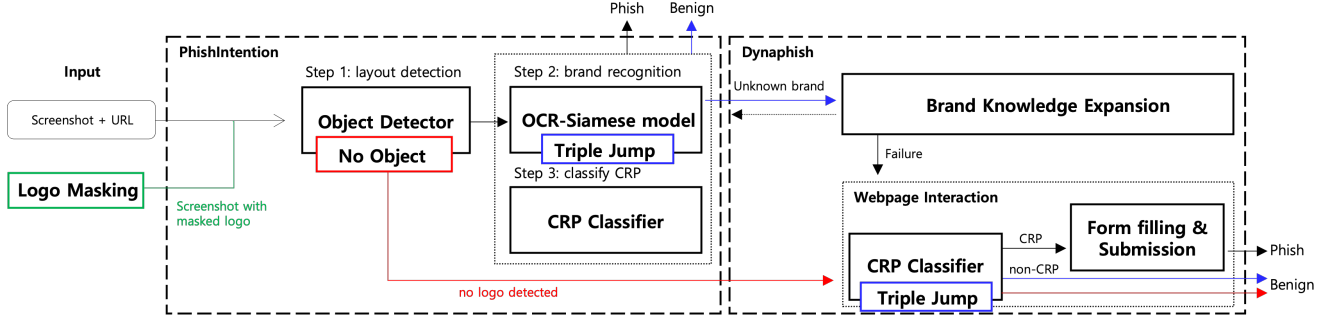 Phish
Benign
PhishIntention
Dynaphish
Input
Step 1: layout detection
Step 2: brand recognition
Unknown brand
Brand Knowledge Expansion
Screenshot + URL
Object Detector
OCR-Siamese model
No Object
Triple Jump
Failure
Step 3: classify CRP
Logo Masking
Screenshot with
masked logo
CRP Classifier
Webpage Interaction
Form filling &
Submission
CRP
CRP Classifier
non-CRP
Triple Jump
Phish
Benign
no logo detected